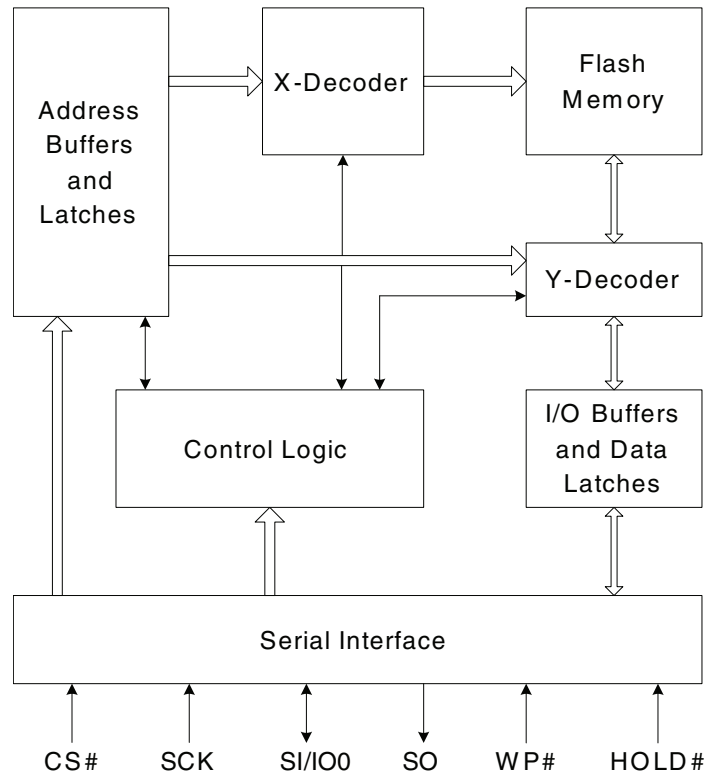 Address
Buffers
and
Latches
X-Decoder
Flash
Memory
Y-Decoder
Control Logic
I/O Buffers
and Data
Latches
Serial Interface
CS# SCK SI/IO0 SO WP# HOLD#